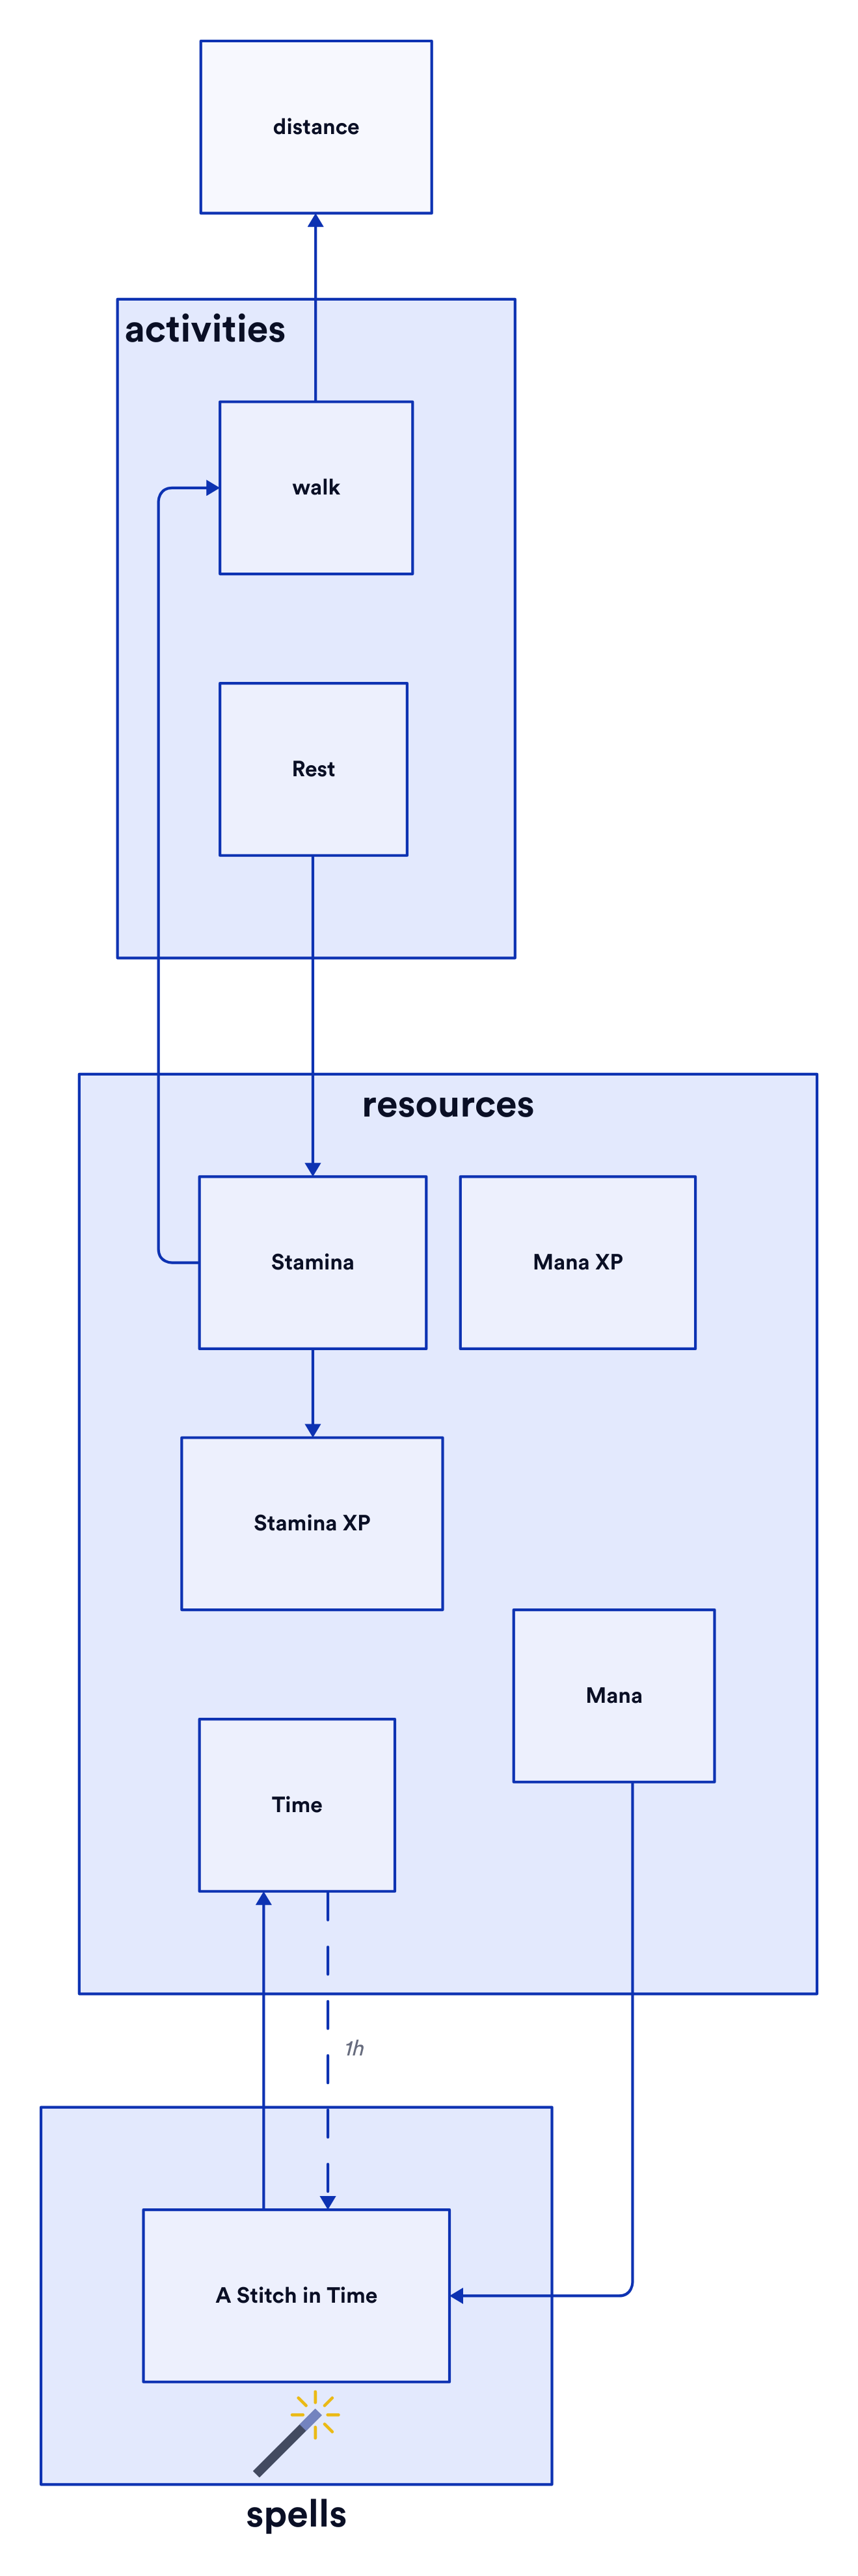 distance
activities
walk
Rest
resources
Stamina
Mana XP
Stamina XP
Mana
Time
1h
A Stitch in Time
spells